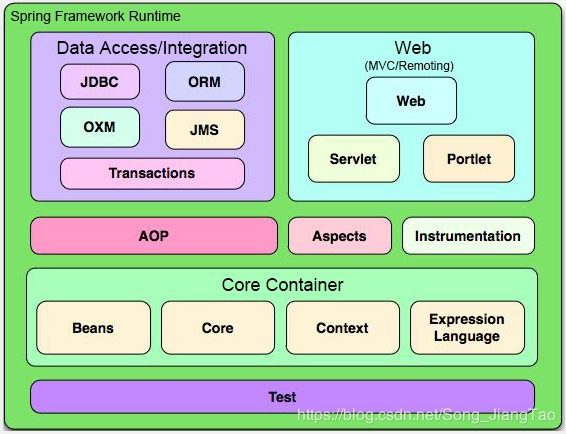 Spring Framework Runtime
Data Access/Integration
JDBC
ORM
OXM
JMS
Transactions
Web
(MVC/Remoting)
Web
Servlet
Portlet
AOP
Aspects
Instrumentation
Core Container
Beans
Core
Context
Expression
Language
Test
https://blog.csdn.net/Song_JiangTao